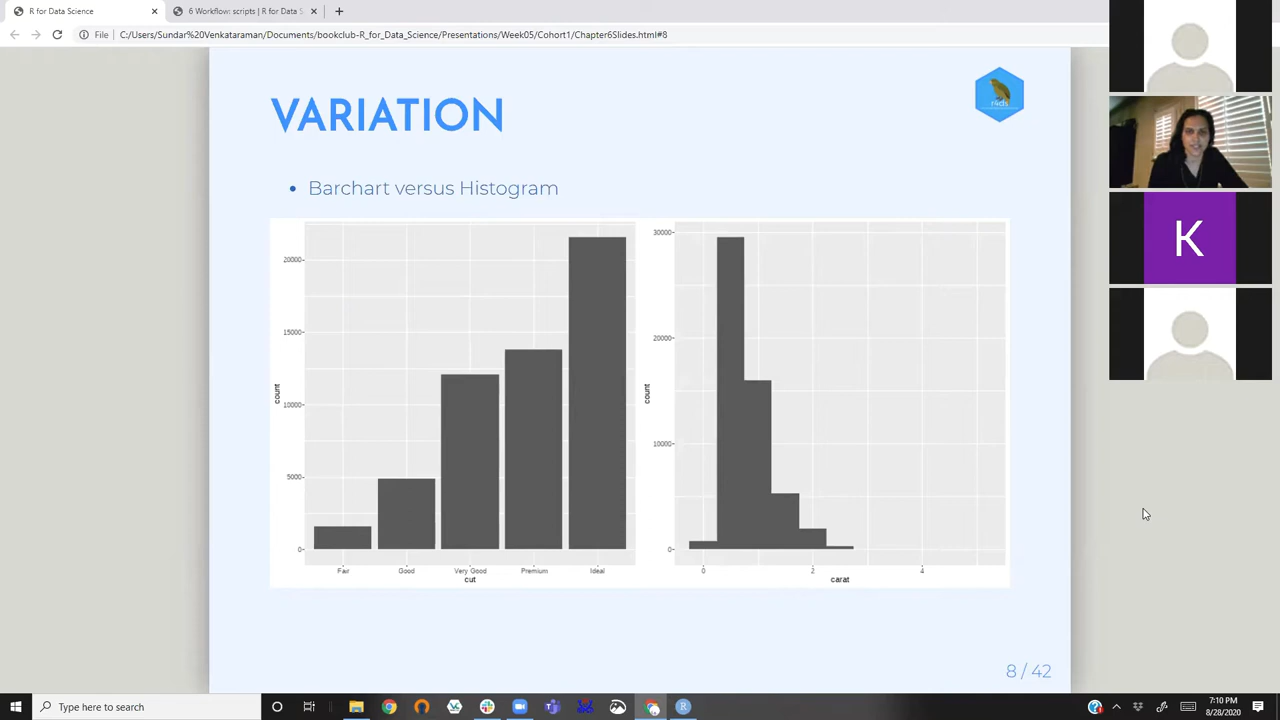 R for Data Science
6 Workflow: scripts | R for Data S
File
C:/Users/Sundar%20Venkataraman/Documents/bookclub-R_for_Data_Science/Presentations/Week05/Cohort1/Chapter6Slides.html#8
VARIATION
r4ds
• Barchart versus Histogram
20000
15000
10000
5000
0
count
Fair Good Very Good Premium Ideal
cut
30000
20000
10000
0
count
0 2 4
carat
K
8 / 42
Type here to search
7:10 PM
8/28/2020